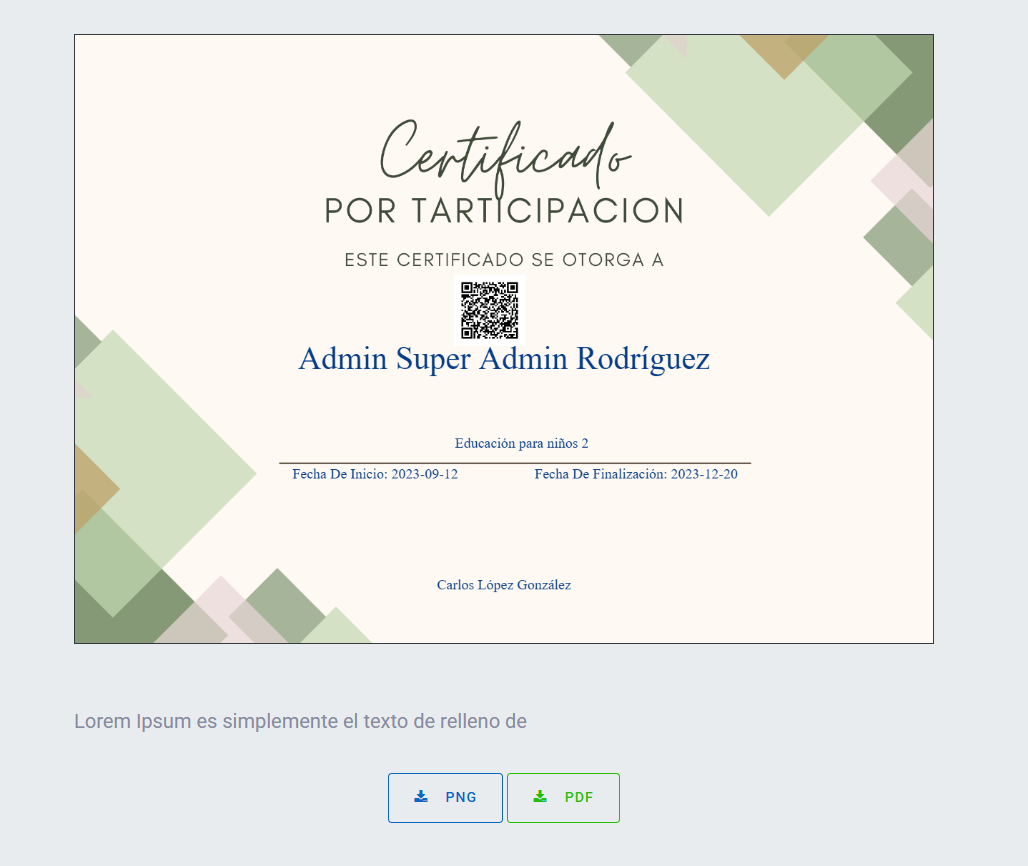 Certificado
POR TARTICIPACION
ESTE CERTIFICADO SE OTORGA A
Admin Super Admin Rodríguez
Educación para niños 2
Fecha De Inicio: 2023-09-12 Fecha De Finalización: 2023-12-20
Carlos López González
Lorem Ipsum es simplemente el texto de relleno de
PNG PDF